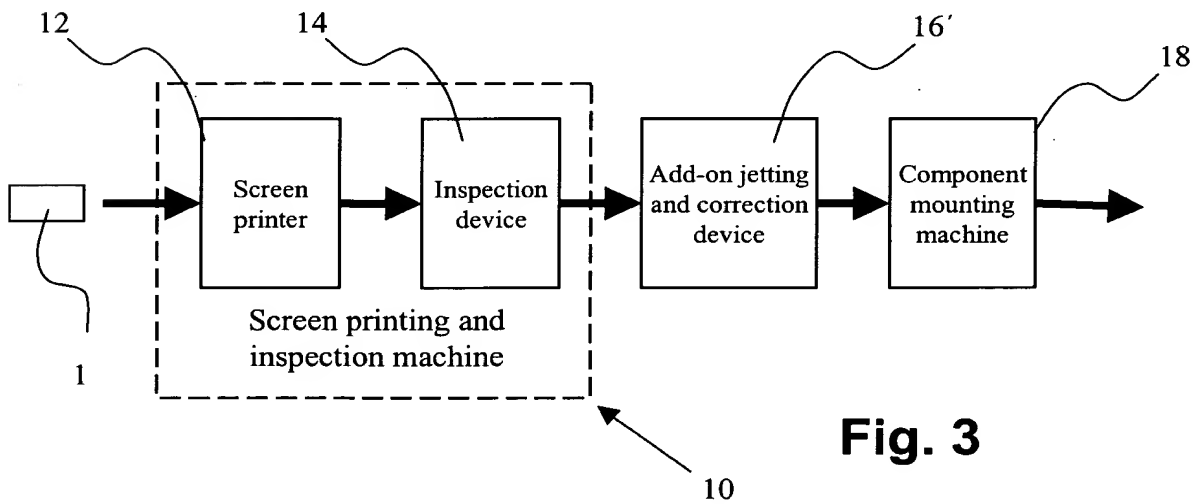 12
14
16′
18
Screen
printer
Inspection
device
Add-on jetting
and correction
device
Component
mounting
machine
Screen printing and
inspection machine
1
10
Fig. 3